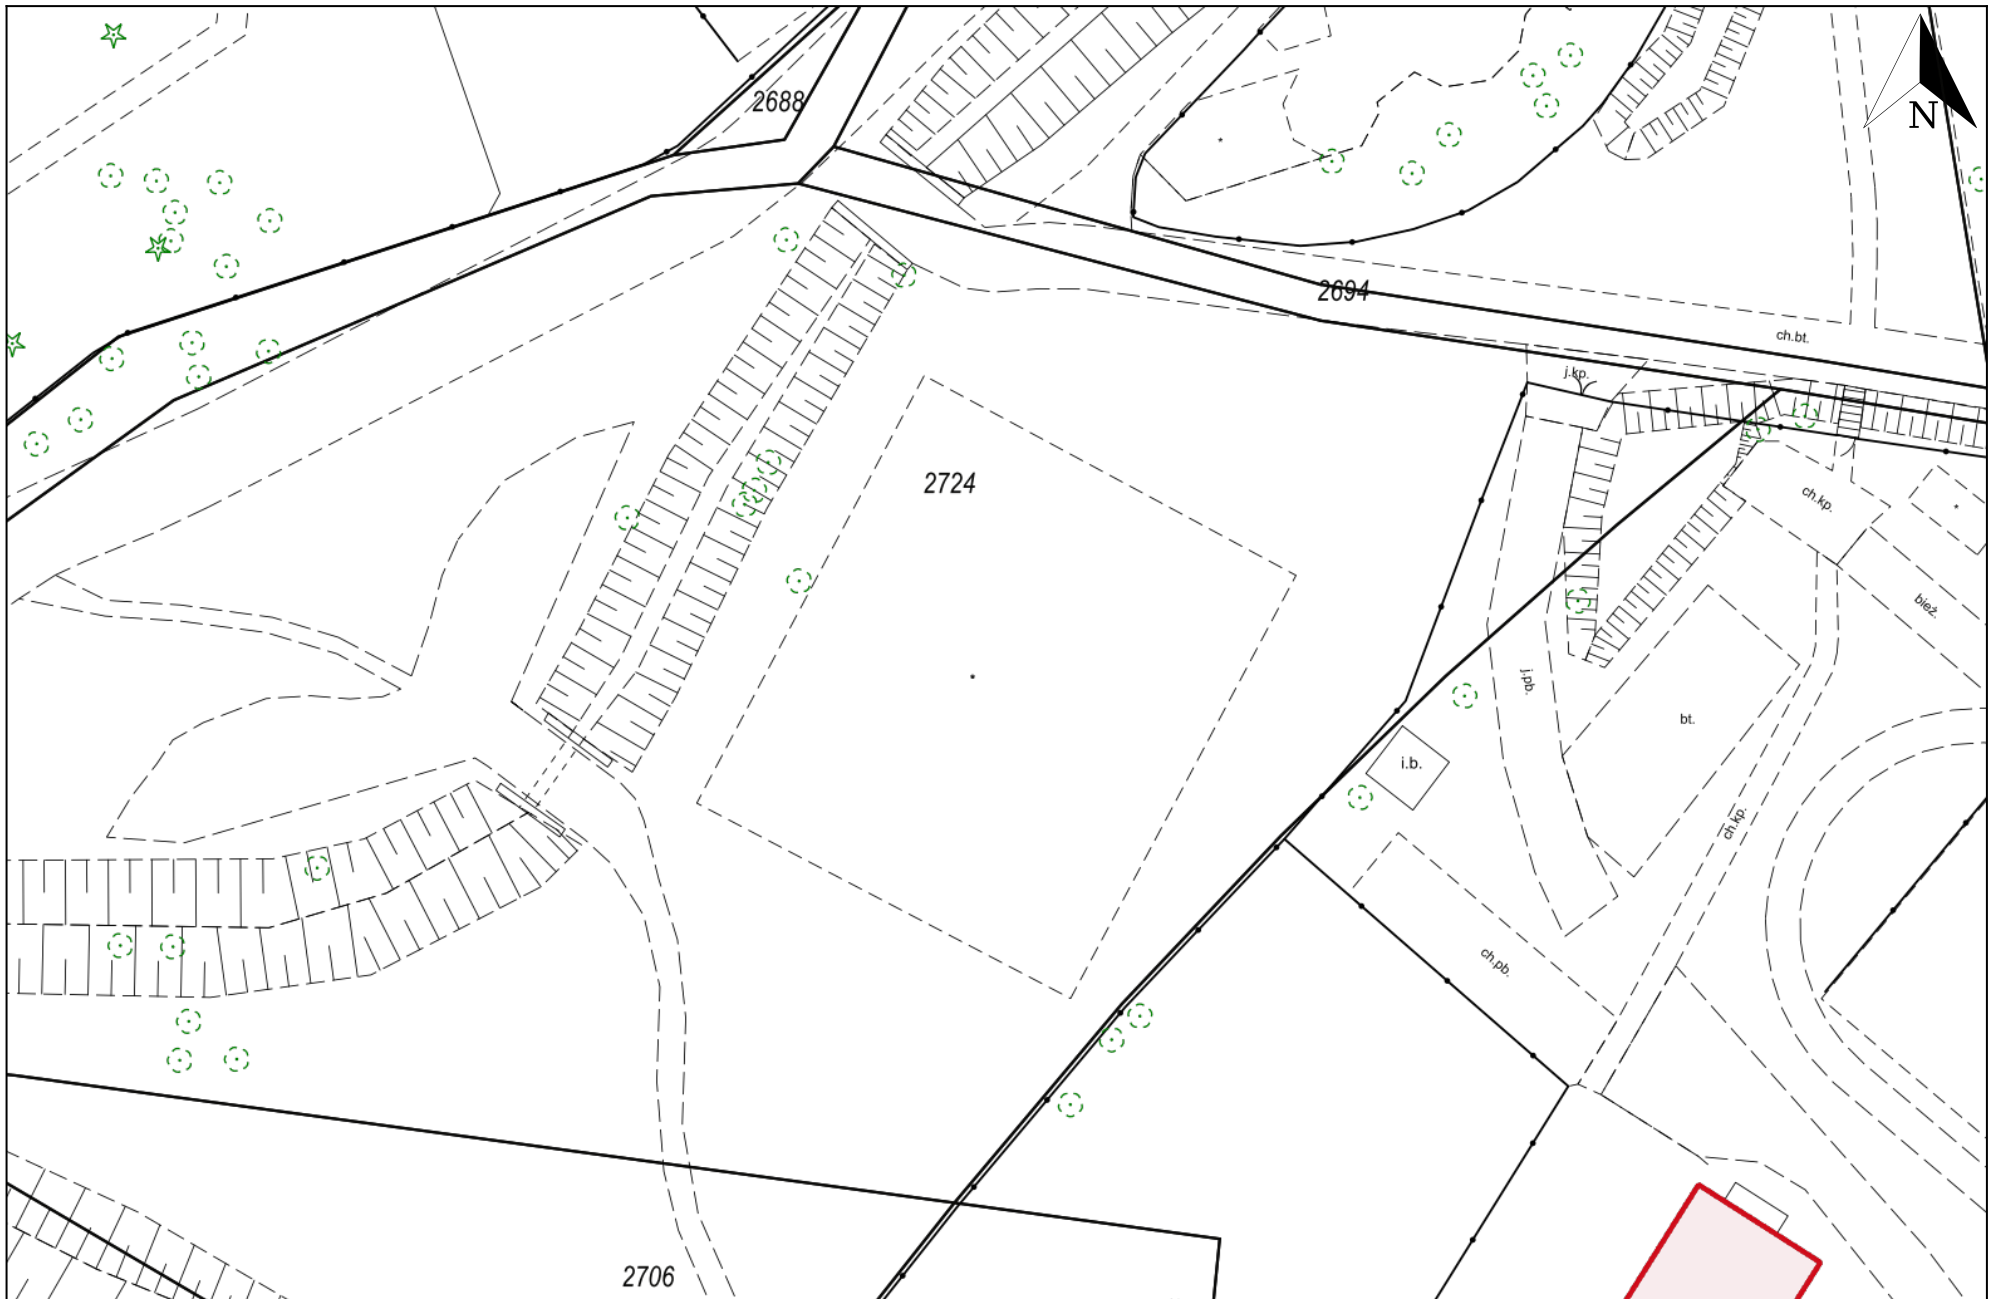 2688
N
2694
ch.bt.
j.kp.
2724
ch.kp.
bież.
j.pb.
bt.
i.b.
ch.kp.
ch.pb.
2706